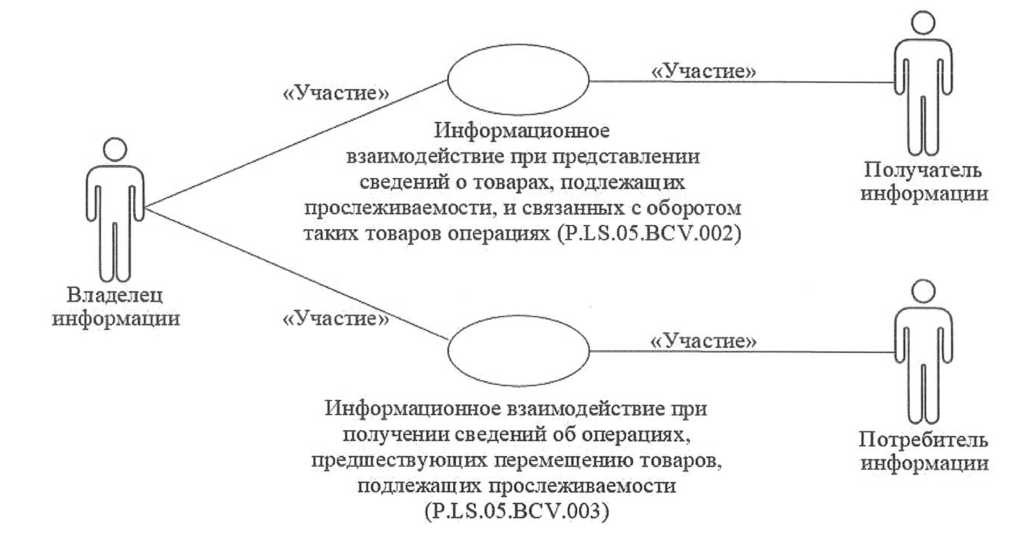 «Участие»
«Участие»
Информационное
взаимодействие при представлении
сведений о товарах, подлежащих
прослеживаемости, и связанных с оборотом
таких товаров операциях (P.LS.05.BCV.002)
Получатель
информации
Владелец
информации
«Участие»
«Участие»
Информационное взаимодействие при
получении сведений об операциях,
предшествующих перемещению товаров,
подлежащих прослеживаемости
(P.LS.05.BCV.003)
Потребитель
информации